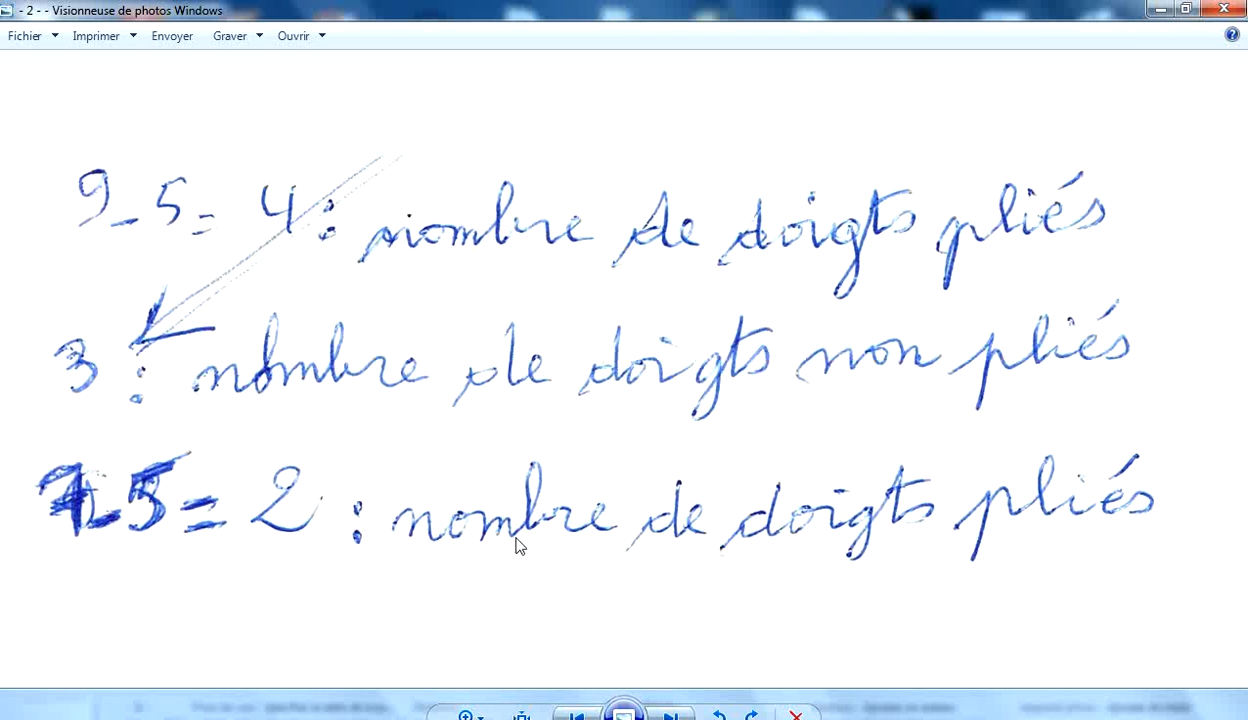 - 2 - - Visionneuse de photos Windows
Fichier Imprimer Envoyer Graver Ouvrir
9-5= 4 : nombre de doigts pliés
3 : nombre de doigts non pliés
7-5= 2 : nombre de doigts pliés